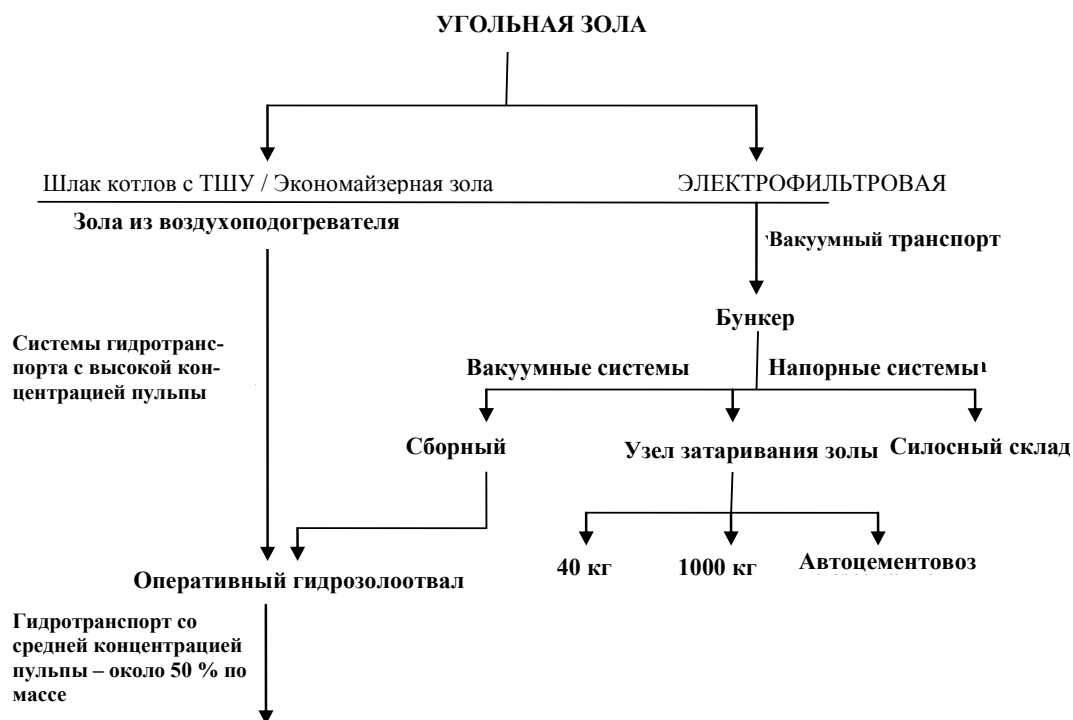 УГОЛЬНАЯ ЗОЛА
Шлак котлов с ТШУ / Экономайзерная зола
ЭЛЕКТРОФИЛЬТРОВАЯ
Зола из воздухоподогревателя
Вакуумный транспорт
Бункер
Системы гидротранс-
порта с высокой кон-
центрацией пульпы
Вакуумные системы
Напорные системы
Сборный
Узел затаривания золы
Силосный склад
40 кг
1000 кг
Автоцементовоз
Оперативный гидрозолоотвал
Гидротранспорт со
средней концентрацией
пульпы – около 50 % по
массе